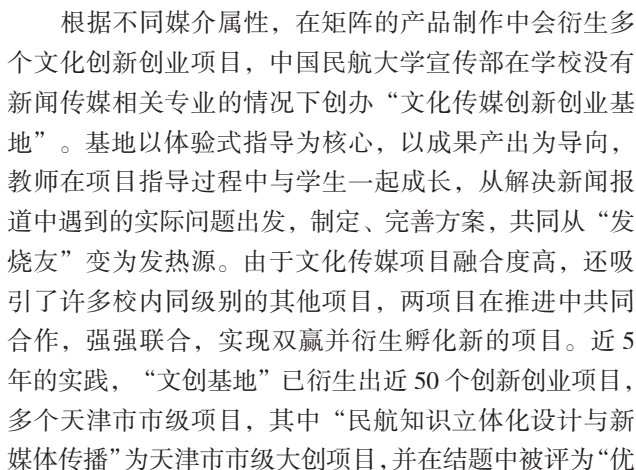 根据不同媒介属性，在矩阵的产品制作中会衍生多
个文化创新创业项目，中国民航大学宣传部在学校没有
新闻传媒相关专业的情况下创办“文化传媒创新创业基
地”。基地以体验式指导为核心，以成果产出为导向，
教师在项目指导过程中与学生一起成长，从解决新闻报
道中遇到的实际问题出发，制定、完善方案，共同从“发
烧友”变为发热源。由于文化传媒项目融合度高，还吸
引了许多校内同级别的其他项目，两项目在推进中共同
合作，强强联合，实现双赢并衍生孵化新的项目。近 5
年的实践，“文创基地”已衍生出近 50 个创新创业项目，
多个天津市市级项目，其中“民航知识立体化设计与新
媒体传播”为天津市市级大创项目，并在结题中被评为“优